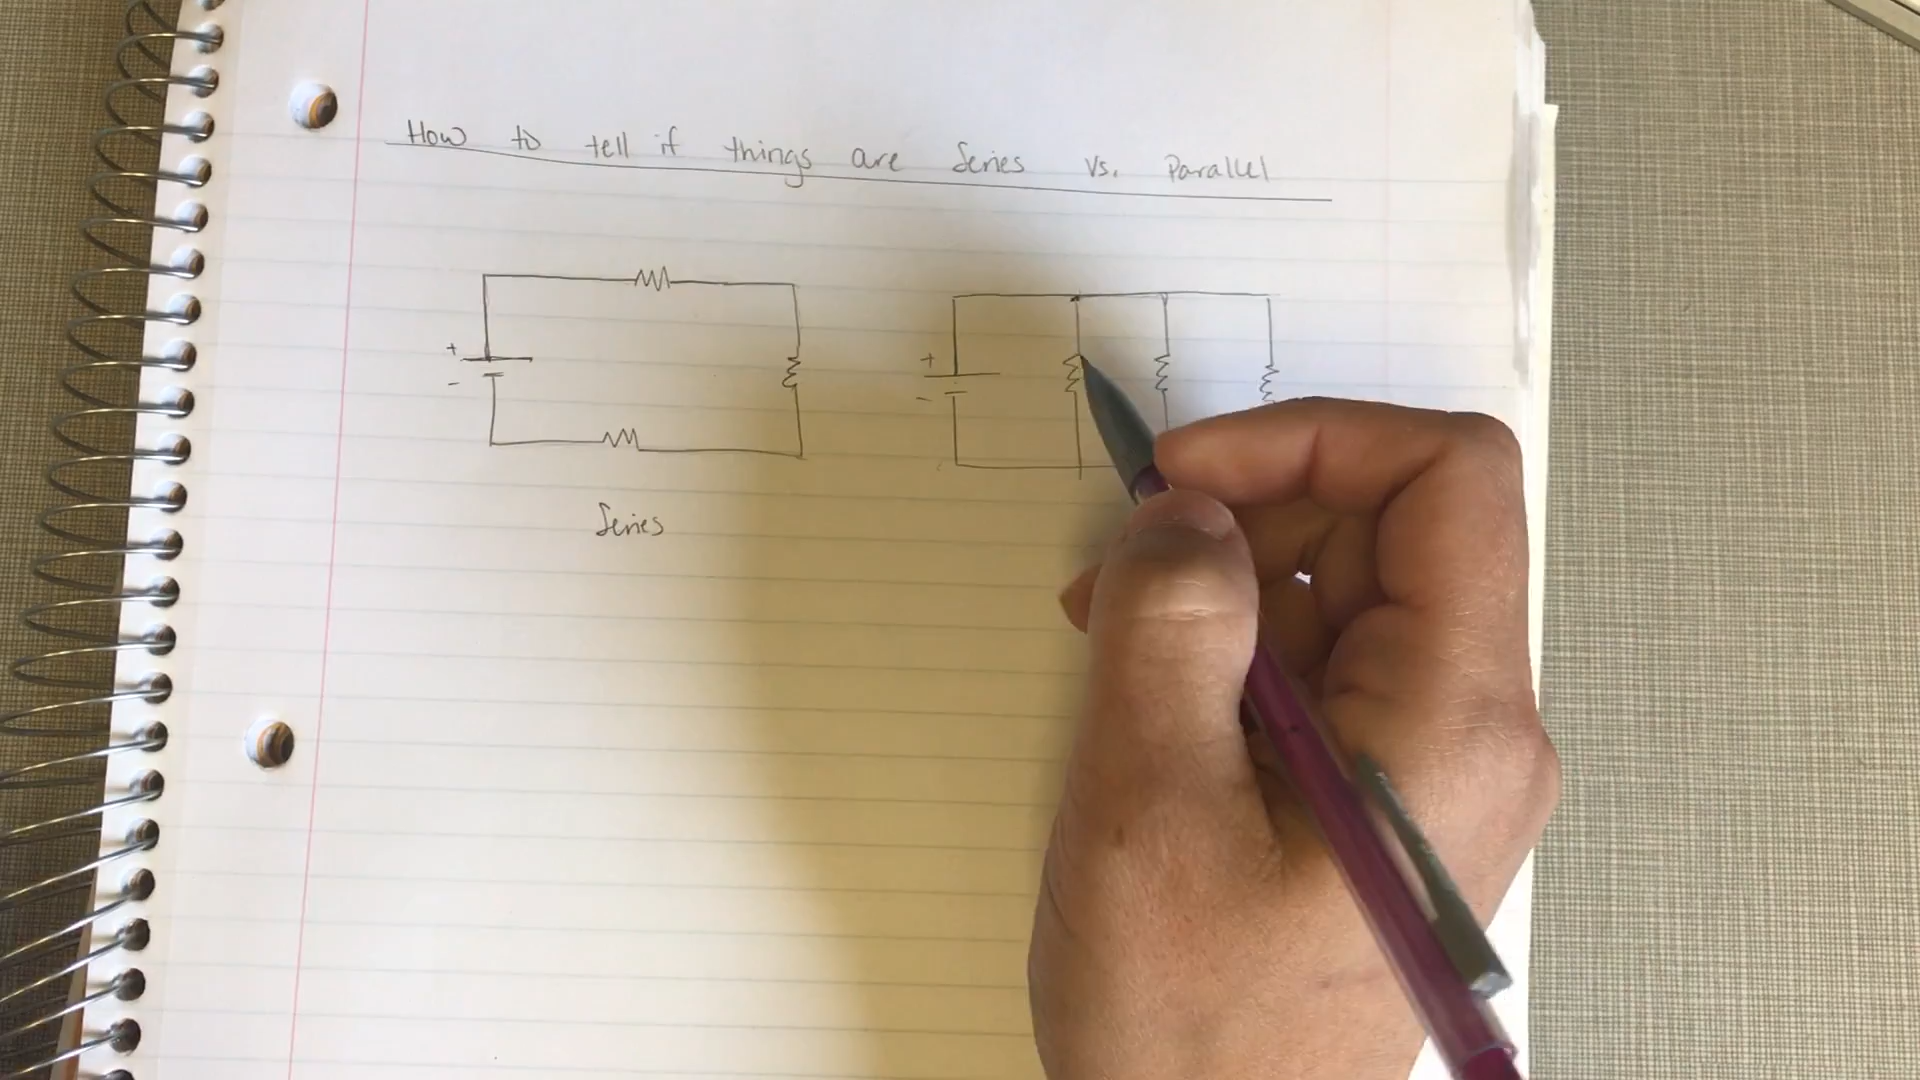 How to tell if things are Series vs. Parallel
+
-
+
-
Series